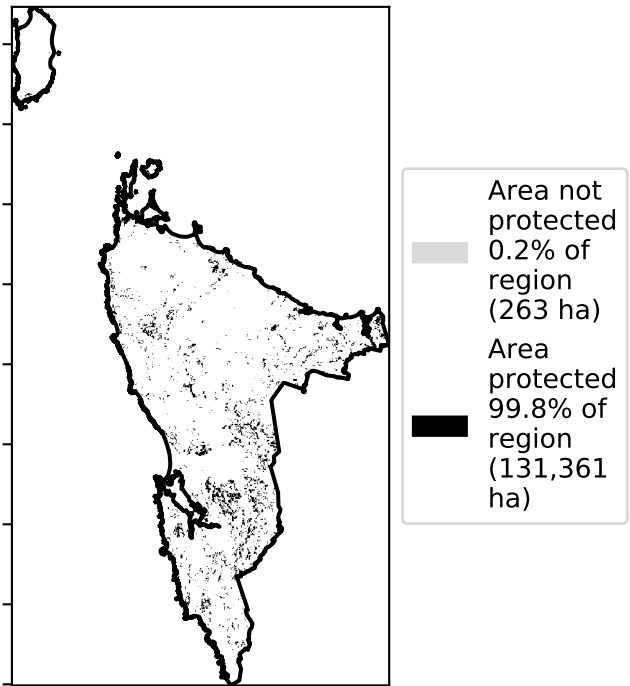 Area not
protected
0.2% of
region
(263 ha)
Area
protected
99.8% of
region
(131,361
ha)